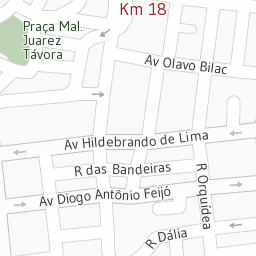 Km 18
Praça Mal.
Juarez
Távora
Av Olavo Bilac
Av Hildebrando de Lima
R das Bandeiras
R Orquídea
Av Diogo Antônio Feijó
R Dália